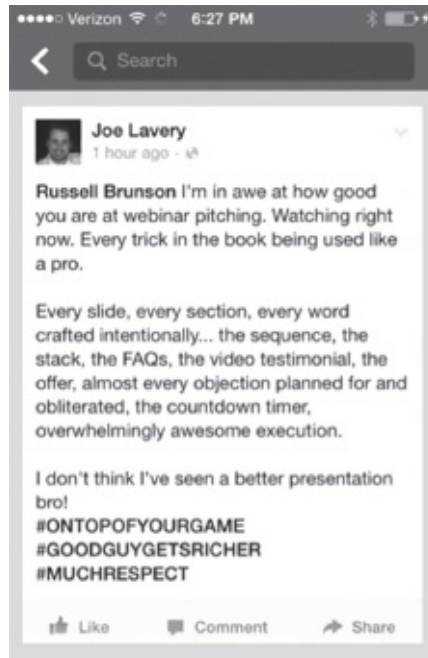 Verizon 6:27 PM
Search
Joe Lavery
1 hour ago
Russell Brunson I'm in awe at how good
you are at webinar pitching. Watching right
now. Every trick in the book being used like
a pro.
Every slide, every section, every word
crafted intentionally... the sequence, the
stack, the FAQs, the video testimonial, the
offer, almost every objection planned for and
obliterated, the countdown timer,
overwhelmingly awesome execution.
I don't think I've seen a better presentation
bro!
#ONTOPOFYOURGAME
#GOODGUYGETSRICHER
#MUCHRESPECT
Like Comment Share